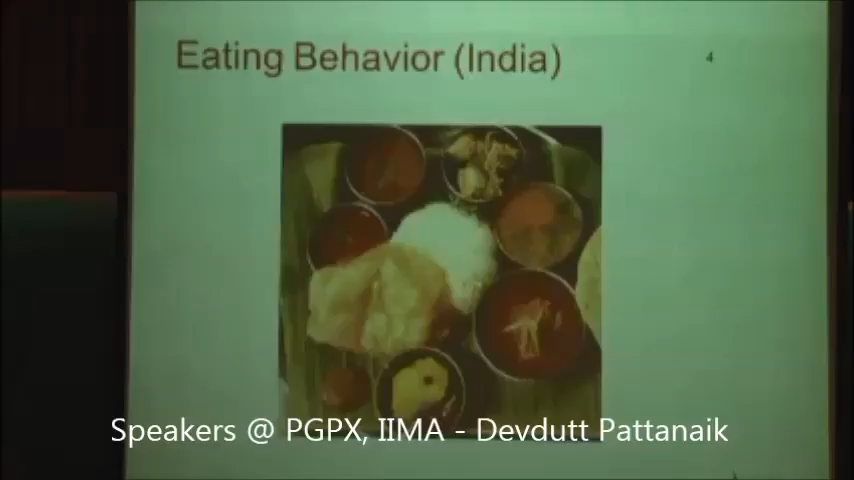 Eating Behavior (India)
4
Speakers @ PGPX, IIMA - Devdutt Pattanaik